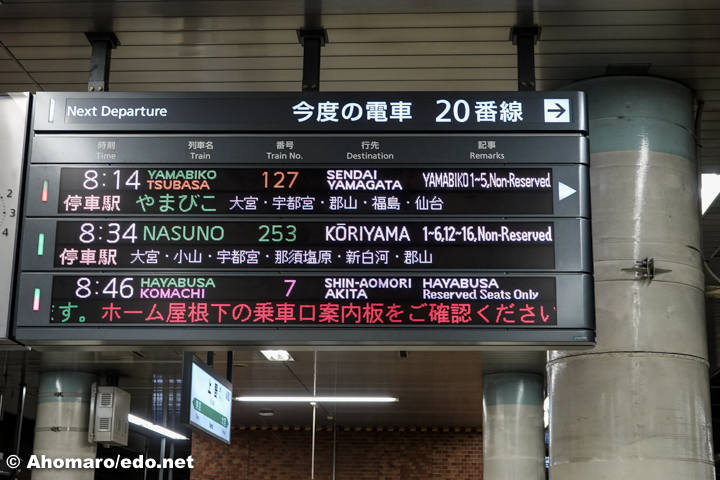 Next Departure 今度の電車 20番線 →
時刻 列車名 番号 行先 記事
Time Train Train No. Destination Remarks
8:14 YAMABIKO TSUBASA 127 SENDAI YAMAGATA YAMABIKO1~5,Non-Reserved
停車駅 やまびこ 大宮・宇都宮・郡山・福島・仙台
8:34 NASUNO 253 KŌRIYAMA 1~6,12~16,Non-Reserved
停車駅 大宮・小山・宇都宮・那須塩原・新白河・郡山
8:46 HAYABUSA KOMACHI 7 SHIN-AOMORI AKITA HAYABUSA Reserved Seats Only
す。ホーム屋根下の乗車口案内板をご確認くださ
2
3
4
© Ahomaro/edo.net